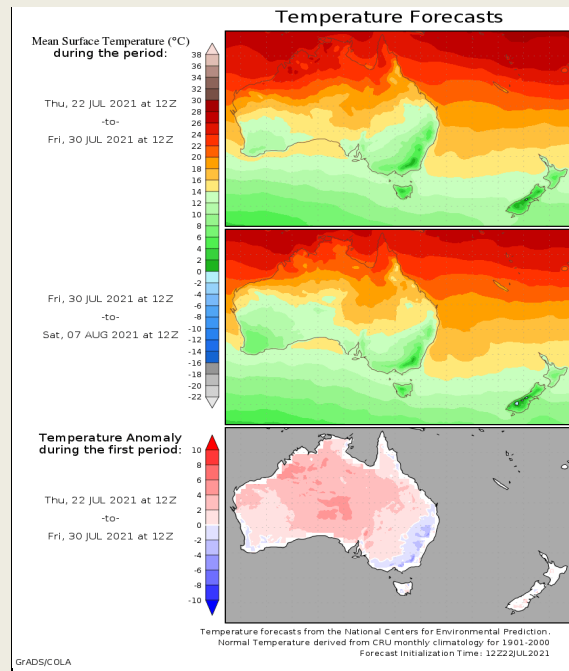 Temperature Forecasts
Mean Surface Temperature (°C)
during the period:
Thu, 22 JUL 2021 at 12Z
-to-
Fri, 30 JUL 2021 at 12Z
38
36
34
32
30
28
26
24
22
20
18
16
14
12
10
8
6
4
2
0
-2
-4
-6
-8
-10
-12
-14
-16
-18
-20
-22
Fri, 30 JUL 2021 at 12Z
-to-
Sat, 07 AUG 2021 at 12Z
Temperature Anomaly
during the first period:
Thu, 22 JUL 2021 at 12Z
-to-
Fri, 30 JUL 2021 at 12Z
10
8
6
4
2
0
-2
-4
-6
-8
-10
Temperature forecasts from the National Centers for Environmental Prediction.
Normal Temperature derived from CRU monthly climatology for 1901-2000
Forecast Initialization Time: 12Z22JUL2021
GrADS/COLA